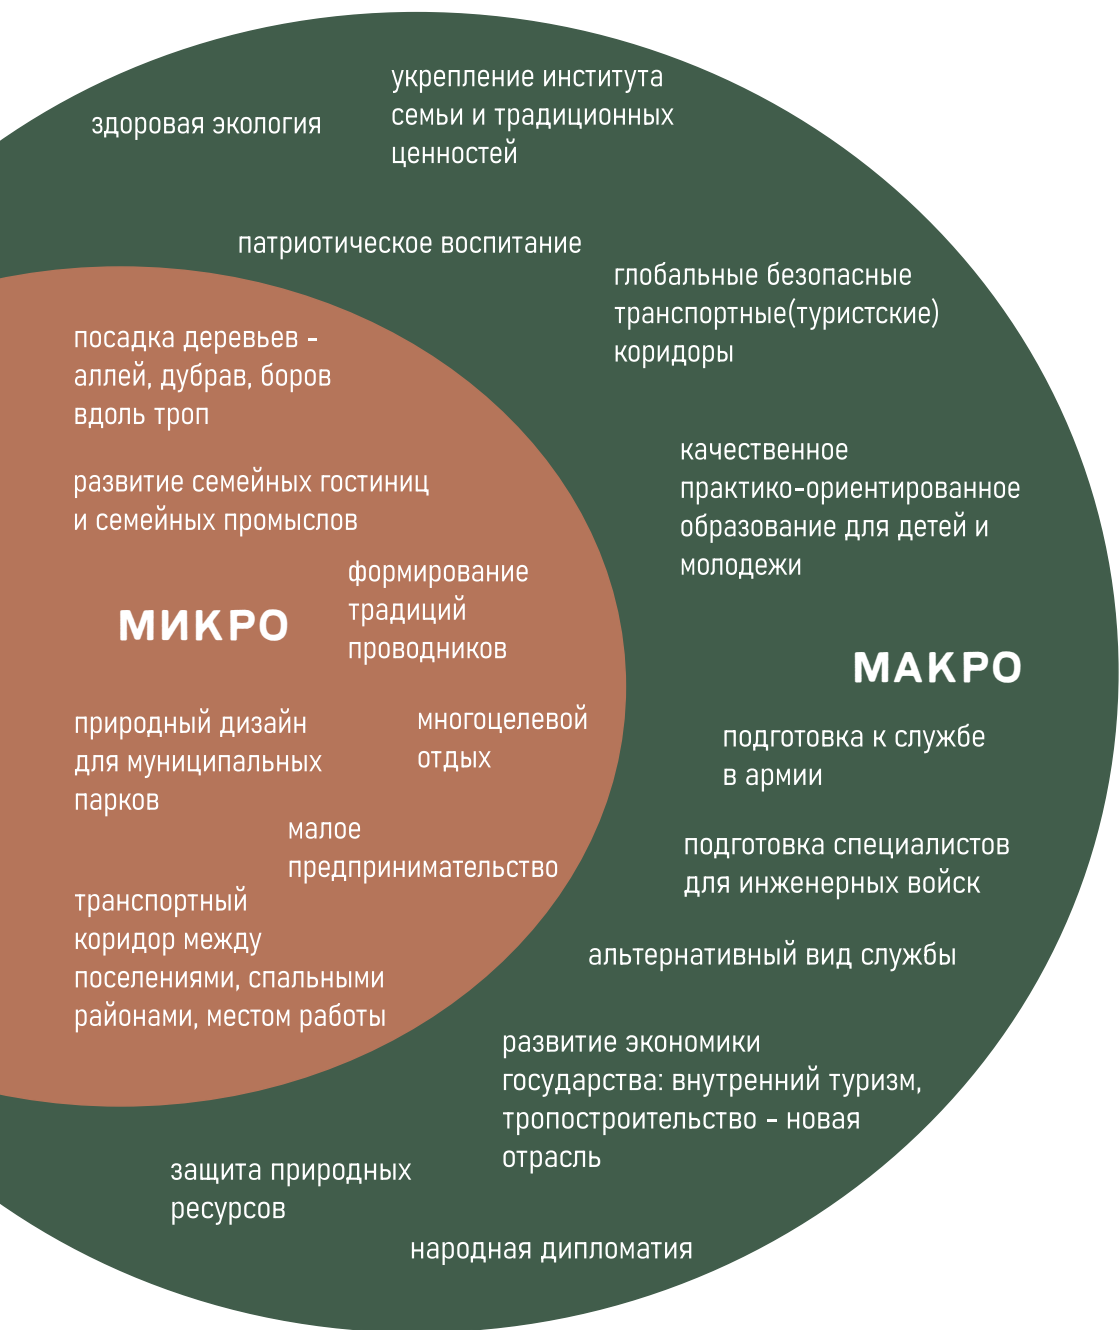 здоровая экология
укрепление института
семьи и традиционных
ценностей
патриотическое воспитание
глобальные безопасные
транспортные(туристские)
коридоры
посадка деревьев -
аллей, дубрав, боров
вдоль троп
качественное
практико-ориентированное
образование для детей и
молодежи
развитие семейных гостиниц
и семейных промыслов
формирование
традиций
проводников
МИКРО
МАКРО
природный дизайн
для муниципальных
парков
многоцелевой
отдых
подготовка к службе
в армии
малое
предпринимательство
подготовка специалистов
для инженерных войск
транспортный
коридор между
поселениями, спальными
районами, местом работы
альтернативный вид службы
развитие экономики
государства: внутренний туризм,
тропостроительство - новая
отрасль
защита природных
ресурсов
народная дипломатия